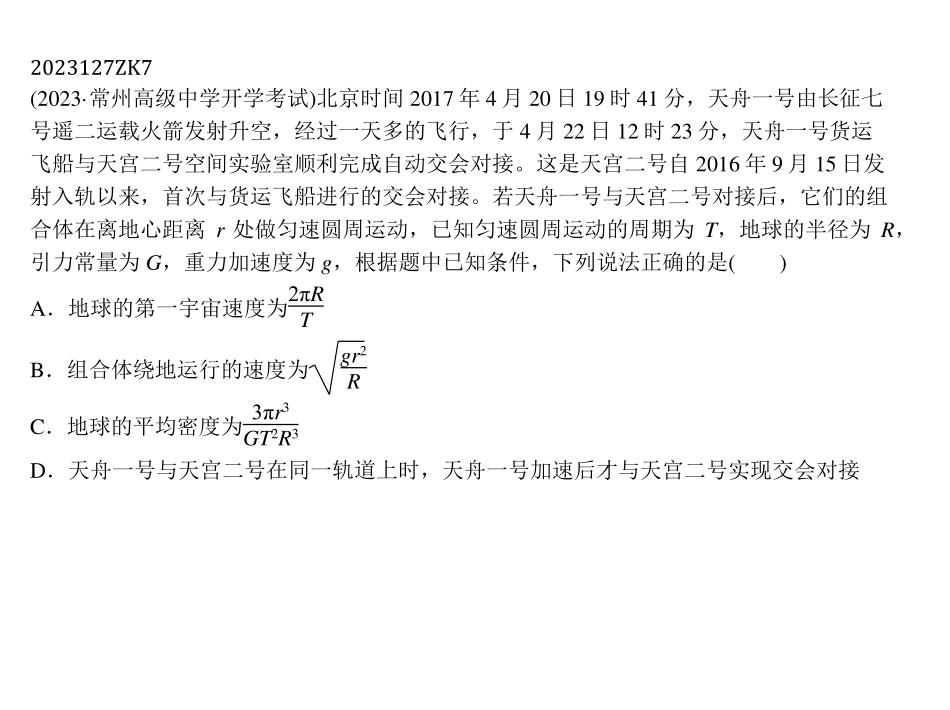 2023127ZK7
(2023·常州高级中学开学考试)北京时间 2017 年 4 月 20 日 19 时 41 分，天舟一号由长征七
号遥二运载火箭发射升空，经过一天多的飞行，于 4 月 22 日 12 时 23 分，天舟一号货运
飞船与天宫二号空间实验室顺利完成自动交会对接。这是天宫二号自 2016 年 9 月 15 日发
射入轨以来，首次与货运飞船进行的交会对接。若天舟一号与天宫二号对接后，它们的组
合体在离地心距离 r 处做匀速圆周运动，已知匀速圆周运动的周期为 T，地球的半径为 R，
引力常量为 G，重力加速度为 g，根据题中已知条件，下列说法正确的是(　　)
A．地球的第一宇宙速度为$\frac{2πR}{T}$
B．组合体绕地运行的速度为$\sqrt{\frac{gr^2}{R}}$
C．地球的平均密度为$\frac{3πr^3}{GT^2R^3}$
D．天舟一号与天宫二号在同一轨道上时，天舟一号加速后才与天宫二号实现交会对接